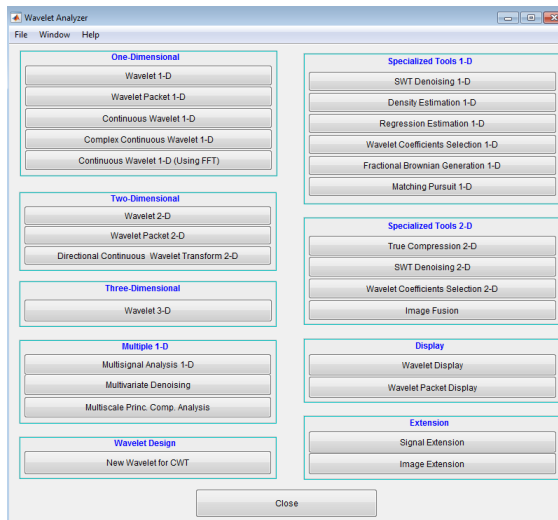 Wavelet Analyzer
File Window Help
One-Dimensional
Wavelet 1-D
Wavelet Packet 1-D
Continuous Wavelet 1-D
Complex Continuous Wavelet 1-D
Continuous Wavelet 1-D (Using FFT)
Two-Dimensional
Wavelet 2-D
Wavelet Packet 2-D
Directional Continuous Wavelet Transform 2-D
Three-Dimensional
Wavelet 3-D
Multiple 1-D
Multisignal Analysis 1-D
Multivariate Denoising
Multiscale Princ. Comp. Analysis
Wavelet Design
New Wavelet for CWT
Specialized Tools 1-D
SWT Denoising 1-D
Density Estimation 1-D
Regression Estimation 1-D
Wavelet Coefficients Selection 1-D
Fractional Brownian Generation 1-D
Matching Pursuit 1-D
Specialized Tools 2-D
True Compression 2-D
SWT Denoising 2-D
Wavelet Coefficients Selection 2-D
Image Fusion
Display
Wavelet Display
Wavelet Packet Display
Extension
Signal Extension
Image Extension
Close